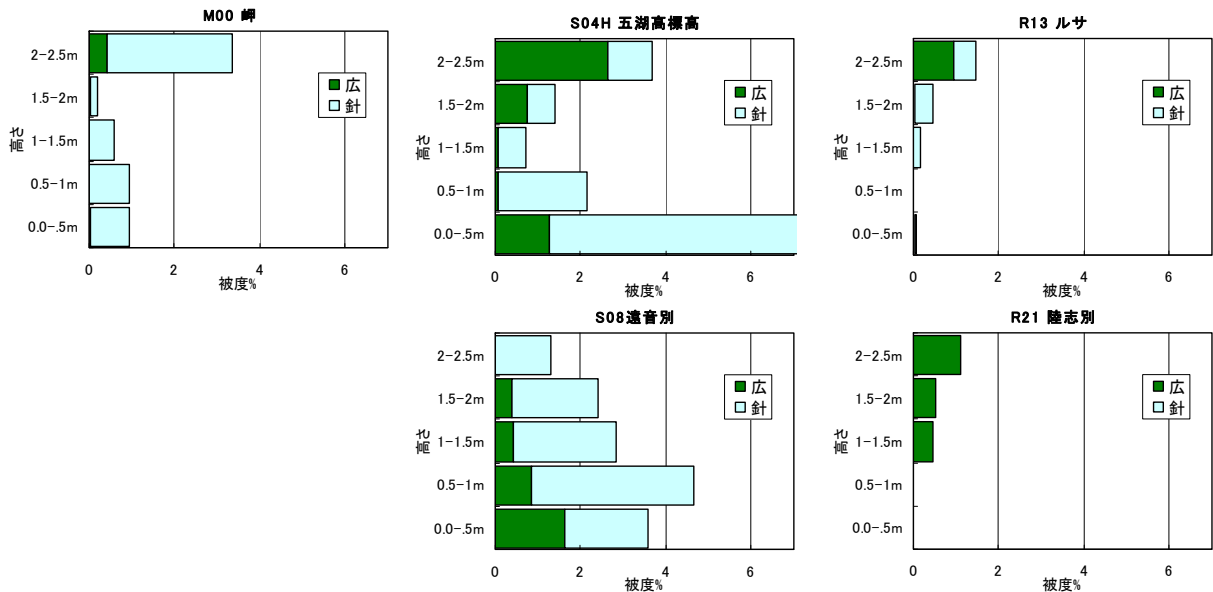 M00 岬
高さ
2-2.5m
1.5-2m
1-1.5m
0.5-1m
0.0-.5m
広
針
0 2 4 6
被度%
S04H 五湖高標高
高さ
2-2.5m
1.5-2m
1-1.5m
0.5-1m
0.0-.5m
広
針
0 2 4 6
被度%
R13 ルサ
高さ
2-2.5m
1.5-2m
1-1.5m
0.5-1m
0.0-.5m
広
針
0 2 4 6
被度%
S08遠音別
高さ
2-2.5m
1.5-2m
1-1.5m
0.5-1m
0.0-.5m
広
針
0 2 4 6
被度%
R21 陸志別
高さ
2-2.5m
1.5-2m
1-1.5m
0.5-1m
0.0-.5m
広
針
0 2 4 6
被度%